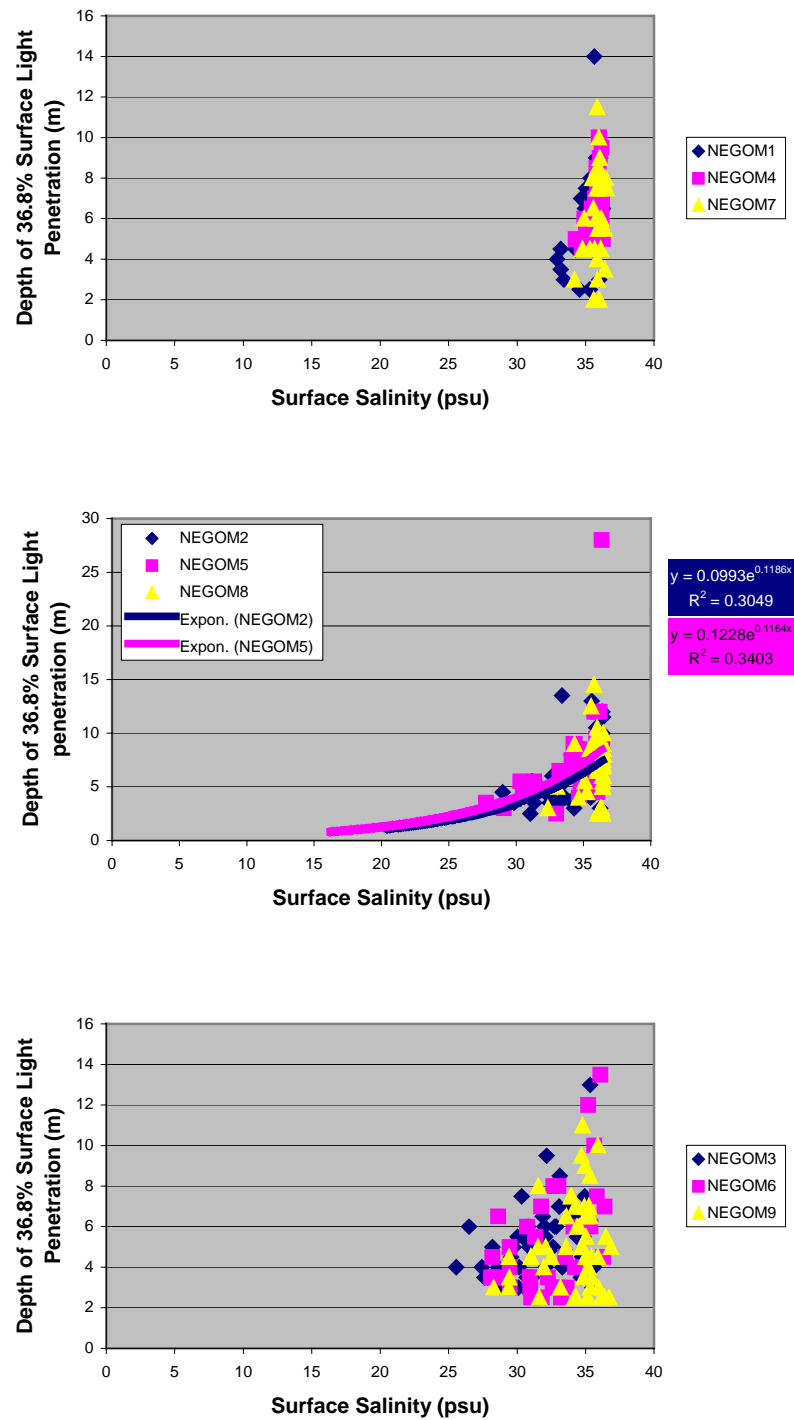 16
14
12
10
8
6
4
2
0
Depth of 36.8% Surface Light
Penetration (m)
0 5 10 15 20 25 30 35 40
Surface Salinity (psu)
NEGOM1
NEGOM4
NEGOM7
30
25
20
15
10
5
0
Depth of 36.8% Surface Light
penetration (m)
NEGOM2
NEGOM5
NEGOM8
Expon. (NEGOM2)
Expon. (NEGOM5)
0 5 10 15 20 25 30 35 40
Surface Salinity (psu)
y = 0.0993e^0.1186x
R² = 0.3049
y = 0.1228e^0.1164x
R² = 0.3403
16
14
12
10
8
6
4
2
0
Depth of 36.8% Surface Light
Penetration (m)
0 5 10 15 20 25 30 35 40
Surface Salinity (psu)
NEGOM3
NEGOM6
NEGOM9